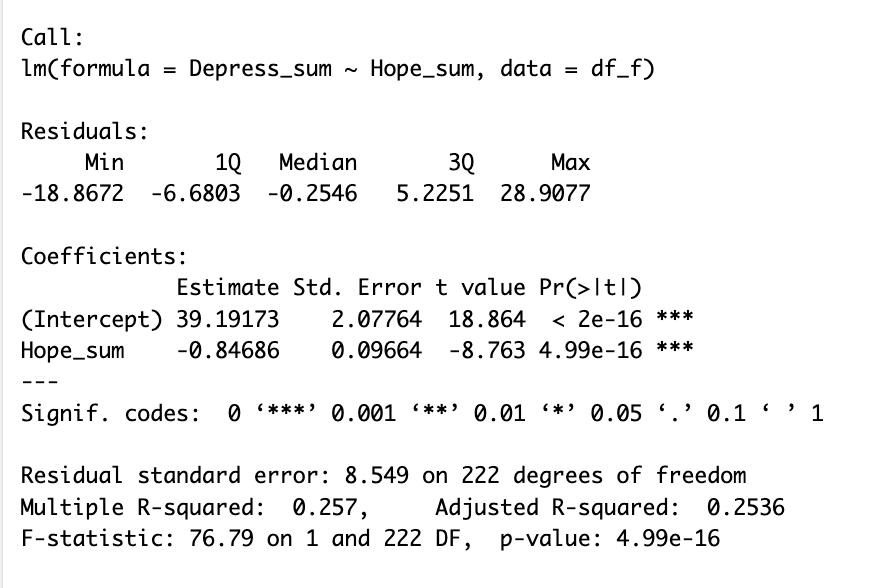 Call:
lm(formula = Depress_sum ~ Hope_sum, data = df_f)
Residuals:
Min 1Q Median 3Q Max
-18.8672 -6.6803 -0.2546 5.2251 28.9077
Coefficients:
Estimate Std. Error t value Pr(>|t|)
(Intercept) 39.19173 2.07764 18.864 < 2e-16 ***
Hope_sum -0.84686 0.09664 -8.763 4.99e-16 ***
---
Signif. codes: 0 ‘***’ 0.001 ‘**’ 0.01 ‘*’ 0.05 ‘.’ 0.1 ‘ ’ 1
Residual standard error: 8.549 on 222 degrees of freedom
Multiple R-squared: 0.257, Adjusted R-squared: 0.2536
F-statistic: 76.79 on 1 and 222 DF, p-value: 4.99e-16